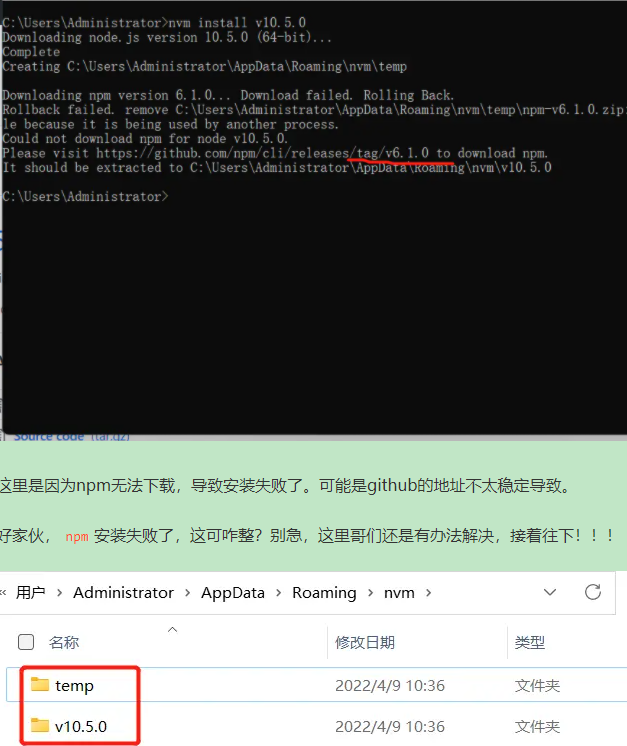 C:\Users\Administrator>nvm install v10.5.0
Downloading node.js version 10.5.0 (64-bit)...
Complete
Creating C:\Users\Administrator\AppData\Roaming\nvm\temp
Downloading npm version 6.1.0... Download failed. Rolling Back.
Rollback failed. remove C:\Users\Administrator\AppData\Roaming\nvm\temp\npm-v6.1.0.zip:
le because it is being used by another process.
Could not download npm for node v10.5.0.
Please visit https://github.com/npm/cli/releases/tag/v6.1.0 to download npm.
It should be extracted to C:\Users\Administrator\AppData\Roaming\nvm\v10.5.0
C:\Users\Administrator>
Source code (tar.gz)
这里是因为npm无法下载，导致安装失败了。可能是github的地址不太稳定导致。
好家伙， npm 安装失败了，这可咋整？别急，这里哥们还是有办法解决，接着往下！！！
« 用户 › Administrator › AppData › Roaming › nvm ›
名称 修改日期 类型
temp 2022/4/9 10:36 文件夹
v10.5.0 2022/4/9 10:36 文件夹